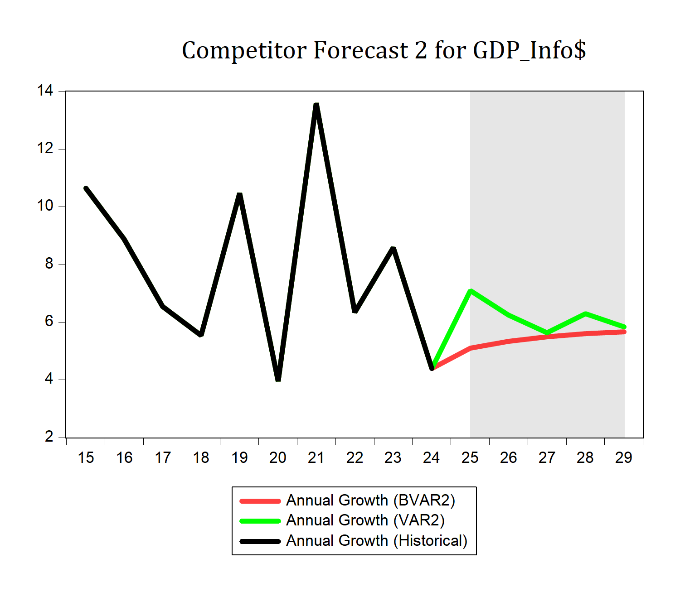 Competitor Forecast 2 for GDP_Info$
14
12
10
8
6
4
2
15 16 17 18 19 20 21 22 23 24 25 26 27 28 29
Annual Growth (BVAR2)
Annual Growth (VAR2)
Annual Growth (Historical)